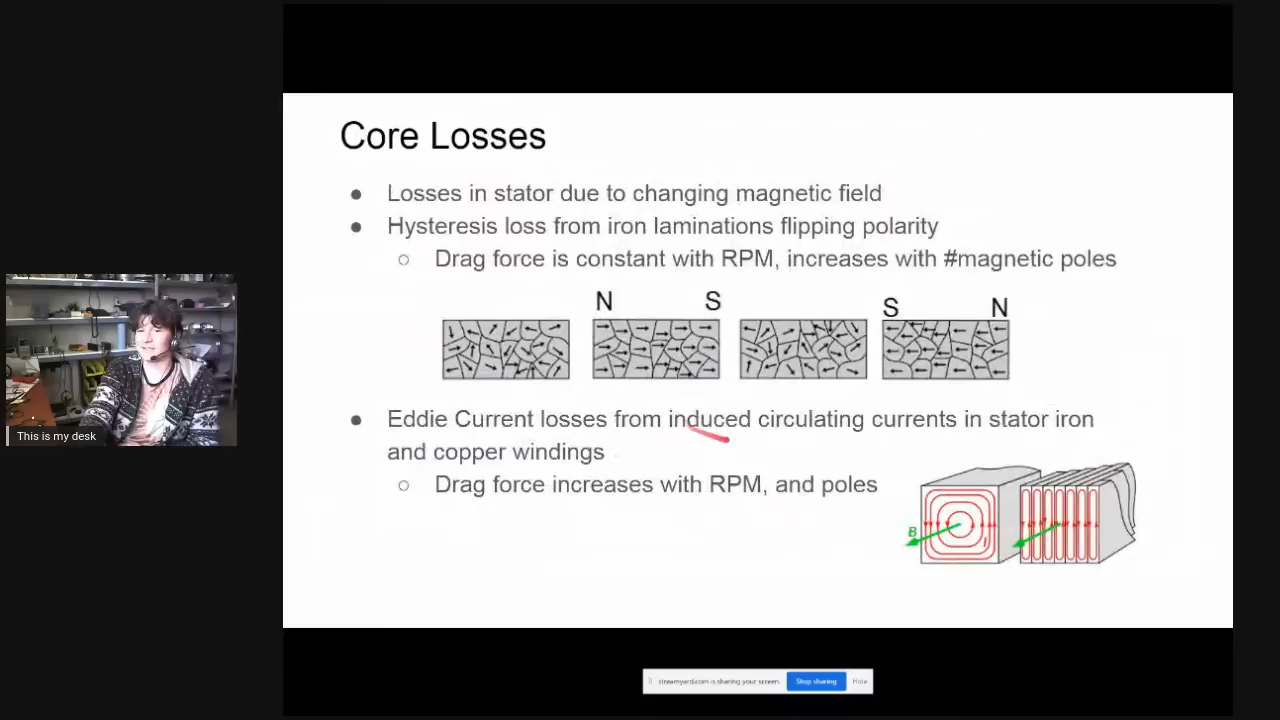 Core Losses
● Losses in stator due to changing magnetic field
● Hysteresis loss from iron laminations flipping polarity
○ Drag force is constant with RPM, increases with #magnetic poles
N S S N
● Eddie Current losses from induced circulating currents in stator iron
and copper windings
○ Drag force increases with RPM, and poles
B
I
This is my desk
streamyard.com is sharing your screen. Stop sharing Hide